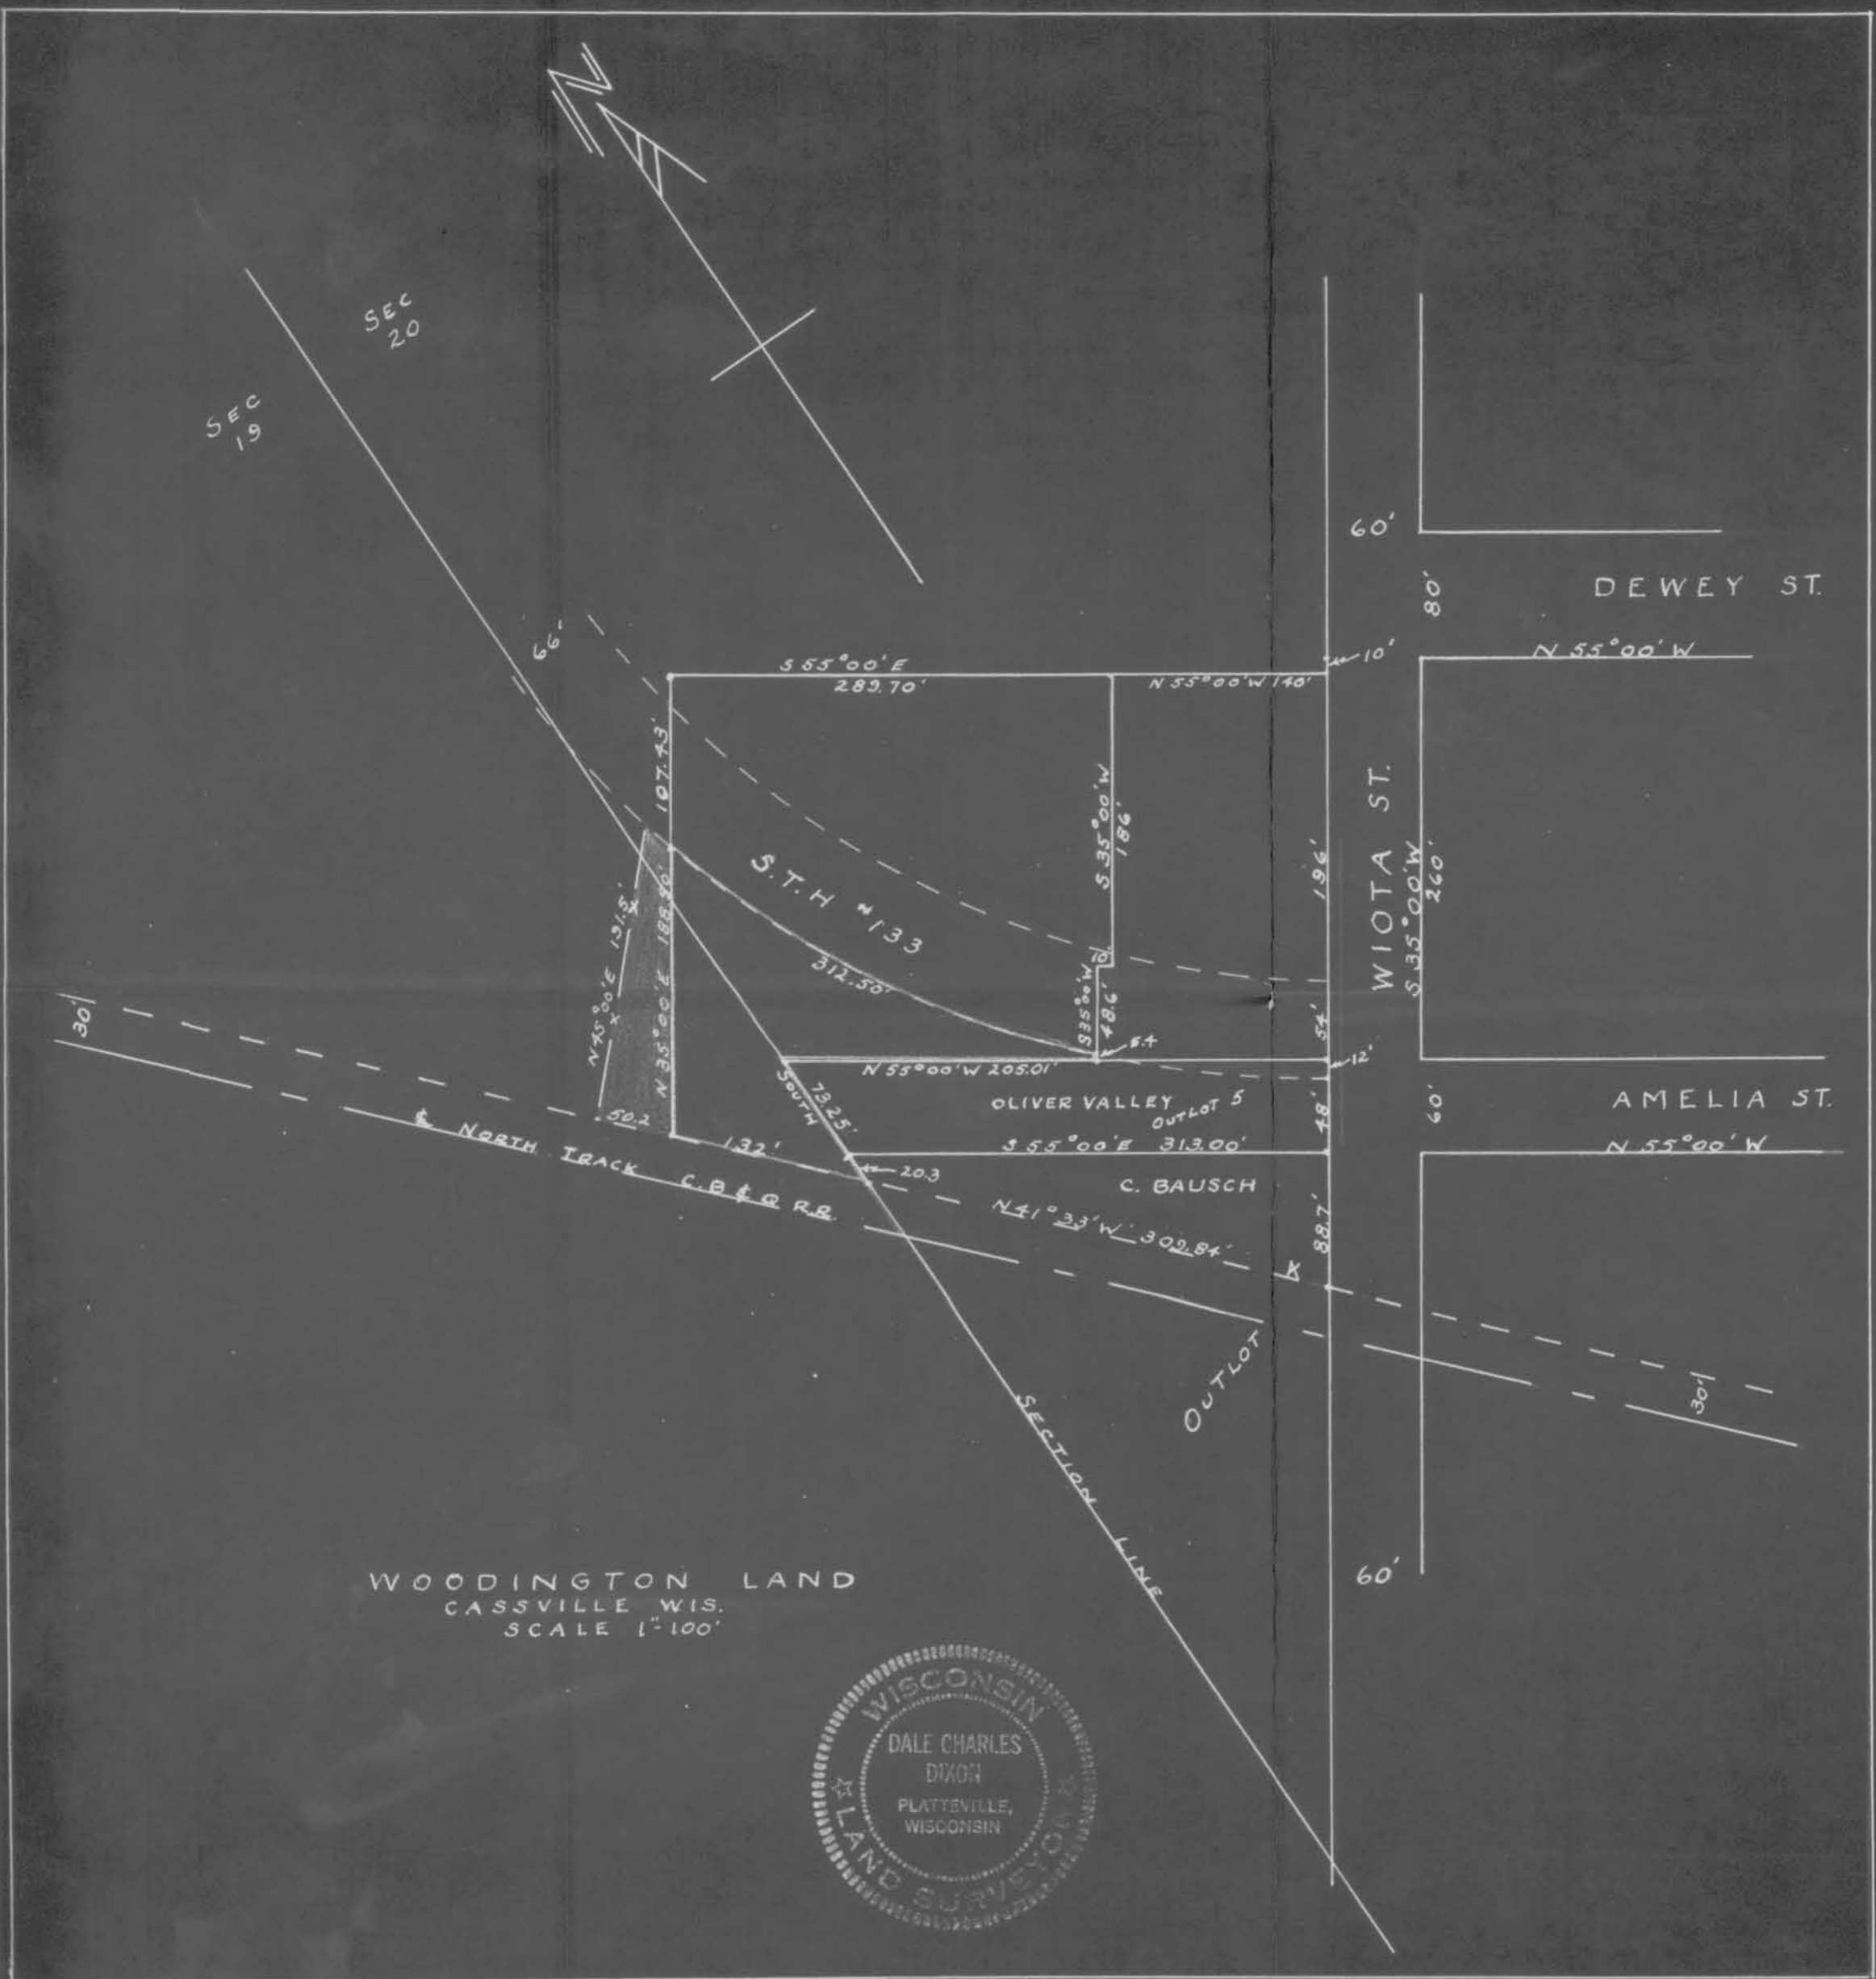 N
SEC
20
SEC
19
60'
DEWEY ST.
80'
66'
10'
N 55°00' W
S 55°00' E
289.70'
N 55°00' W 140'
107.43'
S 35°00' W
186'
196'
WIOTA ST.
S 35°00' W
260'
S.T.H #133
N 45°00' E 191.5'
N 35°00' E 188.50'
312.50'
10'
S 35°00' W
48.6'
5.4
54'
12'
30'
N 55°00' W 205.01'
SOUTH
73.25'
OLIVER VALLEY
OUTLOT 5
48'
60'
AMELIA ST.
50.2
132'
S 55°00' E 313.00'
N 55°00' W
₵ NORTH TRACK C.B & Q R.R.
20.3
C. BAUSCH
N 41°33' W 302.84'
88.7'
OUTLOT
30'
SECTION LINE
60'
WOODINGTON LAND
CASSVILLE WIS.
SCALE 1"-100'
WISCONSIN
DALE CHARLES
DIXON
PLATTEVILLE,
WISCONSIN
LAND SURVEYOR